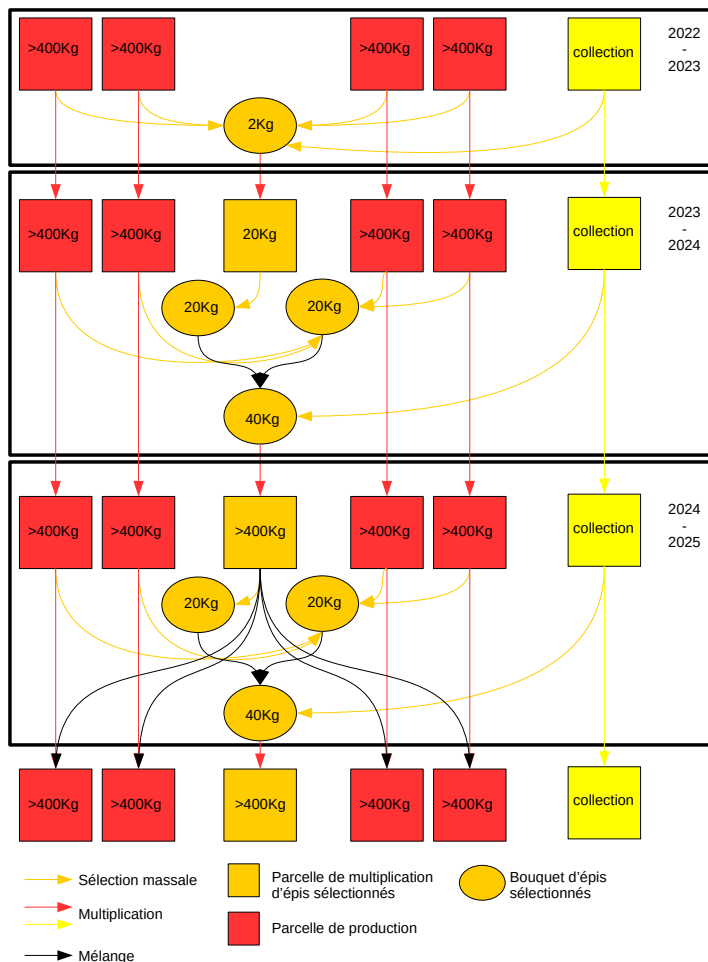 >400Kg >400Kg >400Kg >400Kg collection 2022
-
2023
2Kg
>400Kg >400Kg 20Kg >400Kg >400Kg collection 2023
-
2024
20Kg 20Kg
40Kg
>400Kg >400Kg >400Kg >400Kg >400Kg collection 2024
-
2025
20Kg 20Kg
40Kg
>400Kg >400Kg >400Kg >400Kg >400Kg collection
Sélection massale
Multiplication
Mélange
Parcelle de multiplication
d'épis sélectionnés
Parcelle de production
Bouquet d'épis
sélectionnés